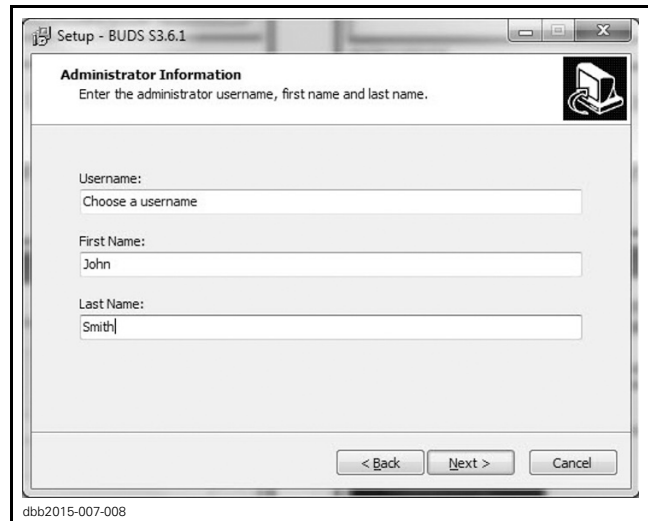 Setup - BUDS S3.6.1
Administrator Information
Enter the administrator username, first name and last name.
Username:
Choose a username
First Name:
John
Last Name:
Smith
< Back
Next >
Cancel
dbb2015-007-008